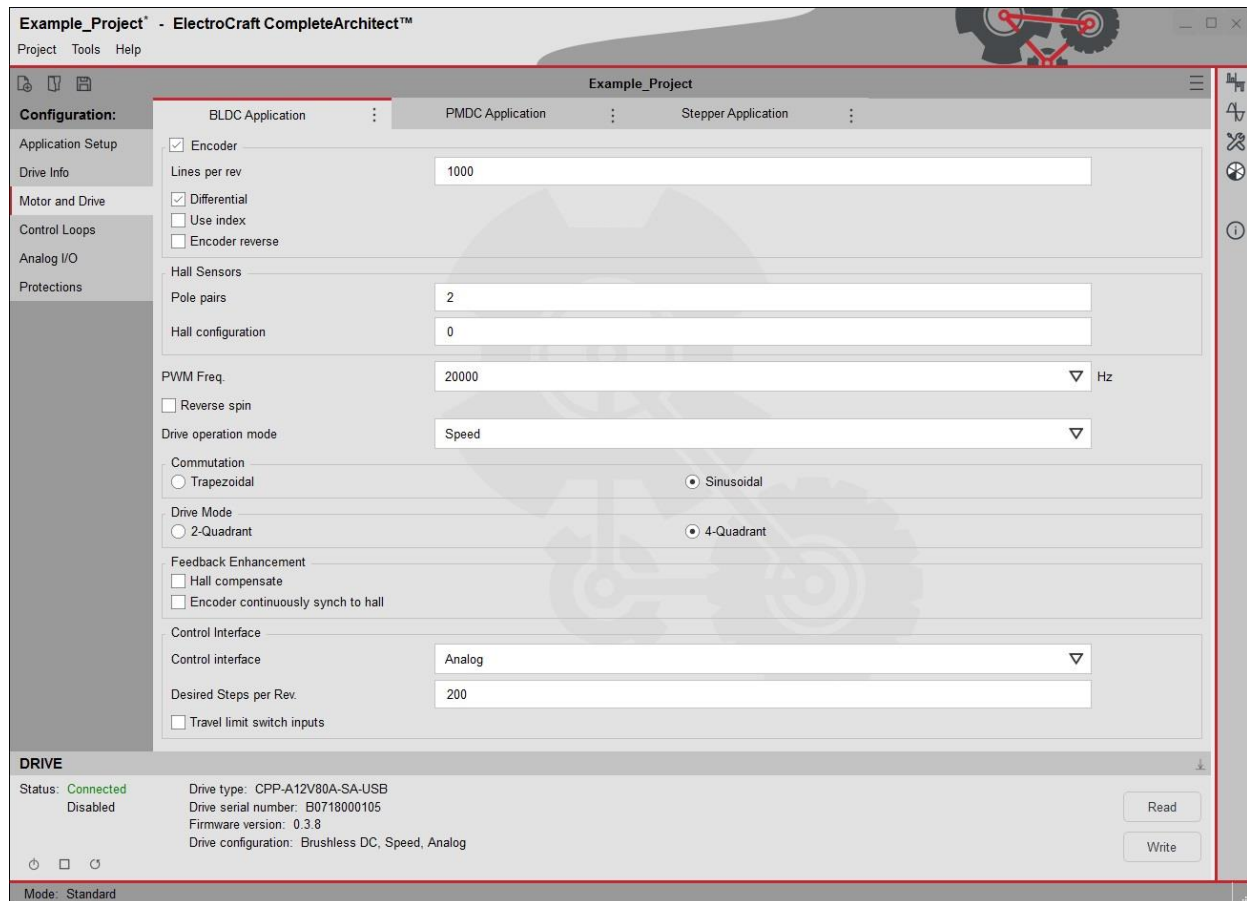 Example_Project* - ElectroCraft CompleteArchitect™
Project Tools Help
Example_Project
Configuration:
BLDC Application
PMDC Application
Stepper Application
Application Setup
Drive Info
Motor and Drive
Control Loops
Analog I/O
Protections
Encoder
Lines per rev 1000
Differential
Use index
Encoder reverse
Hall Sensors
Pole pairs 2
Hall configuration 0
PWM Freq. 20000 Hz
Reverse spin
Drive operation mode Speed
Commutation
Trapezoidal Sinusoidal
Drive Mode
2-Quadrant 4-Quadrant
Feedback Enhancement
Hall compensate
Encoder continuously synch to hall
Control Interface
Control interface Analog
Desired Steps per Rev. 200
Travel limit switch inputs
DRIVE
Status: Connected
Disabled
Drive type: CPP-A12V80A-SA-USB
Drive serial number: B0718000105
Firmware version: 0.3.8
Drive configuration: Brushless DC, Speed, Analog
Read
Write
Mode: Standard